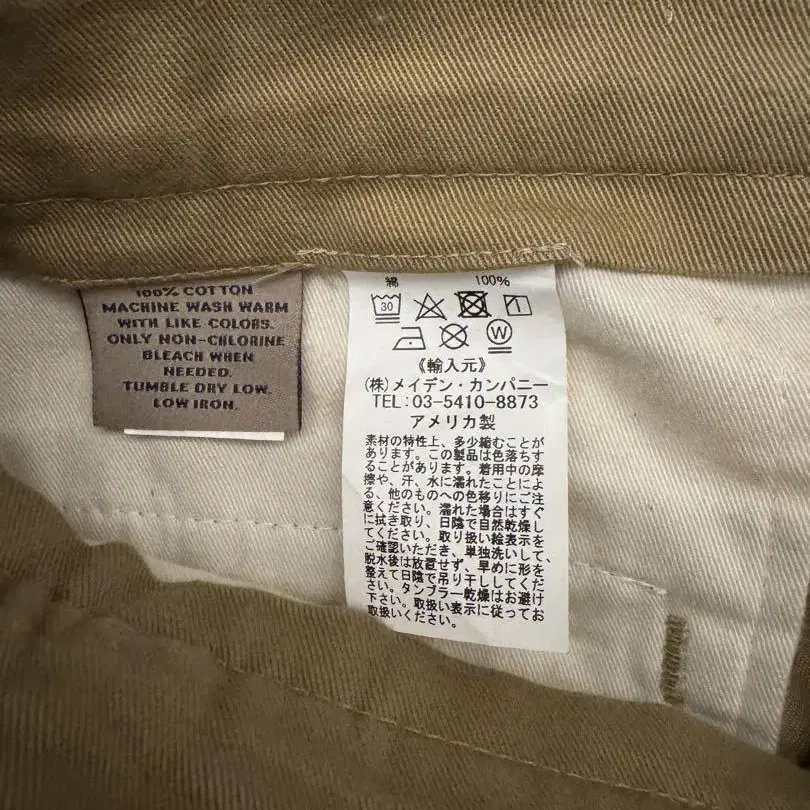 100% COTTON
MACHINE WASH WARM
WITH LIKE COLORS.
ONLY NON-CHLORINE
BLEACH WHEN
NEEDED.
TUMBLE DRY LOW.
LOW IRON.
綿 100%
30
W
《輸入元》
(株)メイデン・カンパニー
TEL:03-5410-8873
アメリカ製
素材の特性上、多少縮むことが
あります。この製品は色落ちす
ることがあります。着用中の摩
擦や、汗、水に濡れたことによ
る、他のものへの色移りにご注
意ください。濡れた場合はすぐ
に拭き取り、日陰で自然乾燥し
てください。取り扱い絵表示を
ご確認いただき、単独洗いして、
脱水後は放置せず、早めに形を
整えて日陰で吊り干ししてくだ
さい。タンブラー乾燥はお避け
下さい。取扱い表示に従ってお
取扱いください。